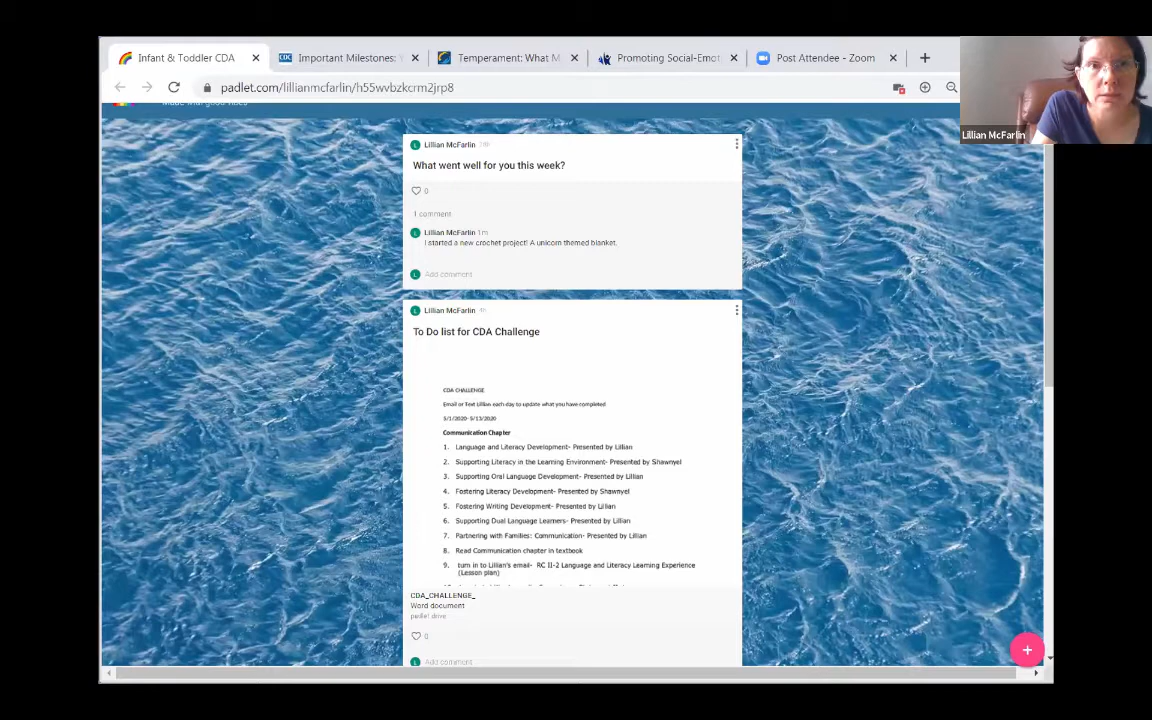 Infant & Toddler CDA
Important Milestones:
Temperament: What M
Promoting Social-Emot
Post Attendee - Zoom
padlet.com/lillianmcfarlin/h55wvbzkcrm2jrp8
Made with good vibes
Lillian McFarlin
Lillian McFarlin
What went well for you this week?
0
1 comment
Lillian McFarlin 1m
I started a new crochet project! A unicorn themed blanket.
Add comment
Lillian McFarlin
To Do list for CDA Challenge
CDA CHALLENGE
Email or Text Lillian each day to update what you have completed
5/1/2020-5/13/2020
Communication Chapter
1. Language and Literacy Development- Presented by Lillian
2. Supporting Literacy in the Learning Environment- Presented by Shawnyel
3. Supporting Oral Language Development- Presented by Lillian
4. Fostering Literacy Development- Presented by Shawnyel
5. Fostering Writing Development- Presented by Lillian
6. Supporting Dual Language Learners- Presented by Lillian
7. Partnering with Families: Communication- Presented by Lillian
8. Read Communication chapter in textbook
9. turn in to Lillian's email- RC II-2 Language and Literacy Learning Experience
(Lesson plan)
CDA_CHALLENGE_
Word document
padlet drive
0
Add comment